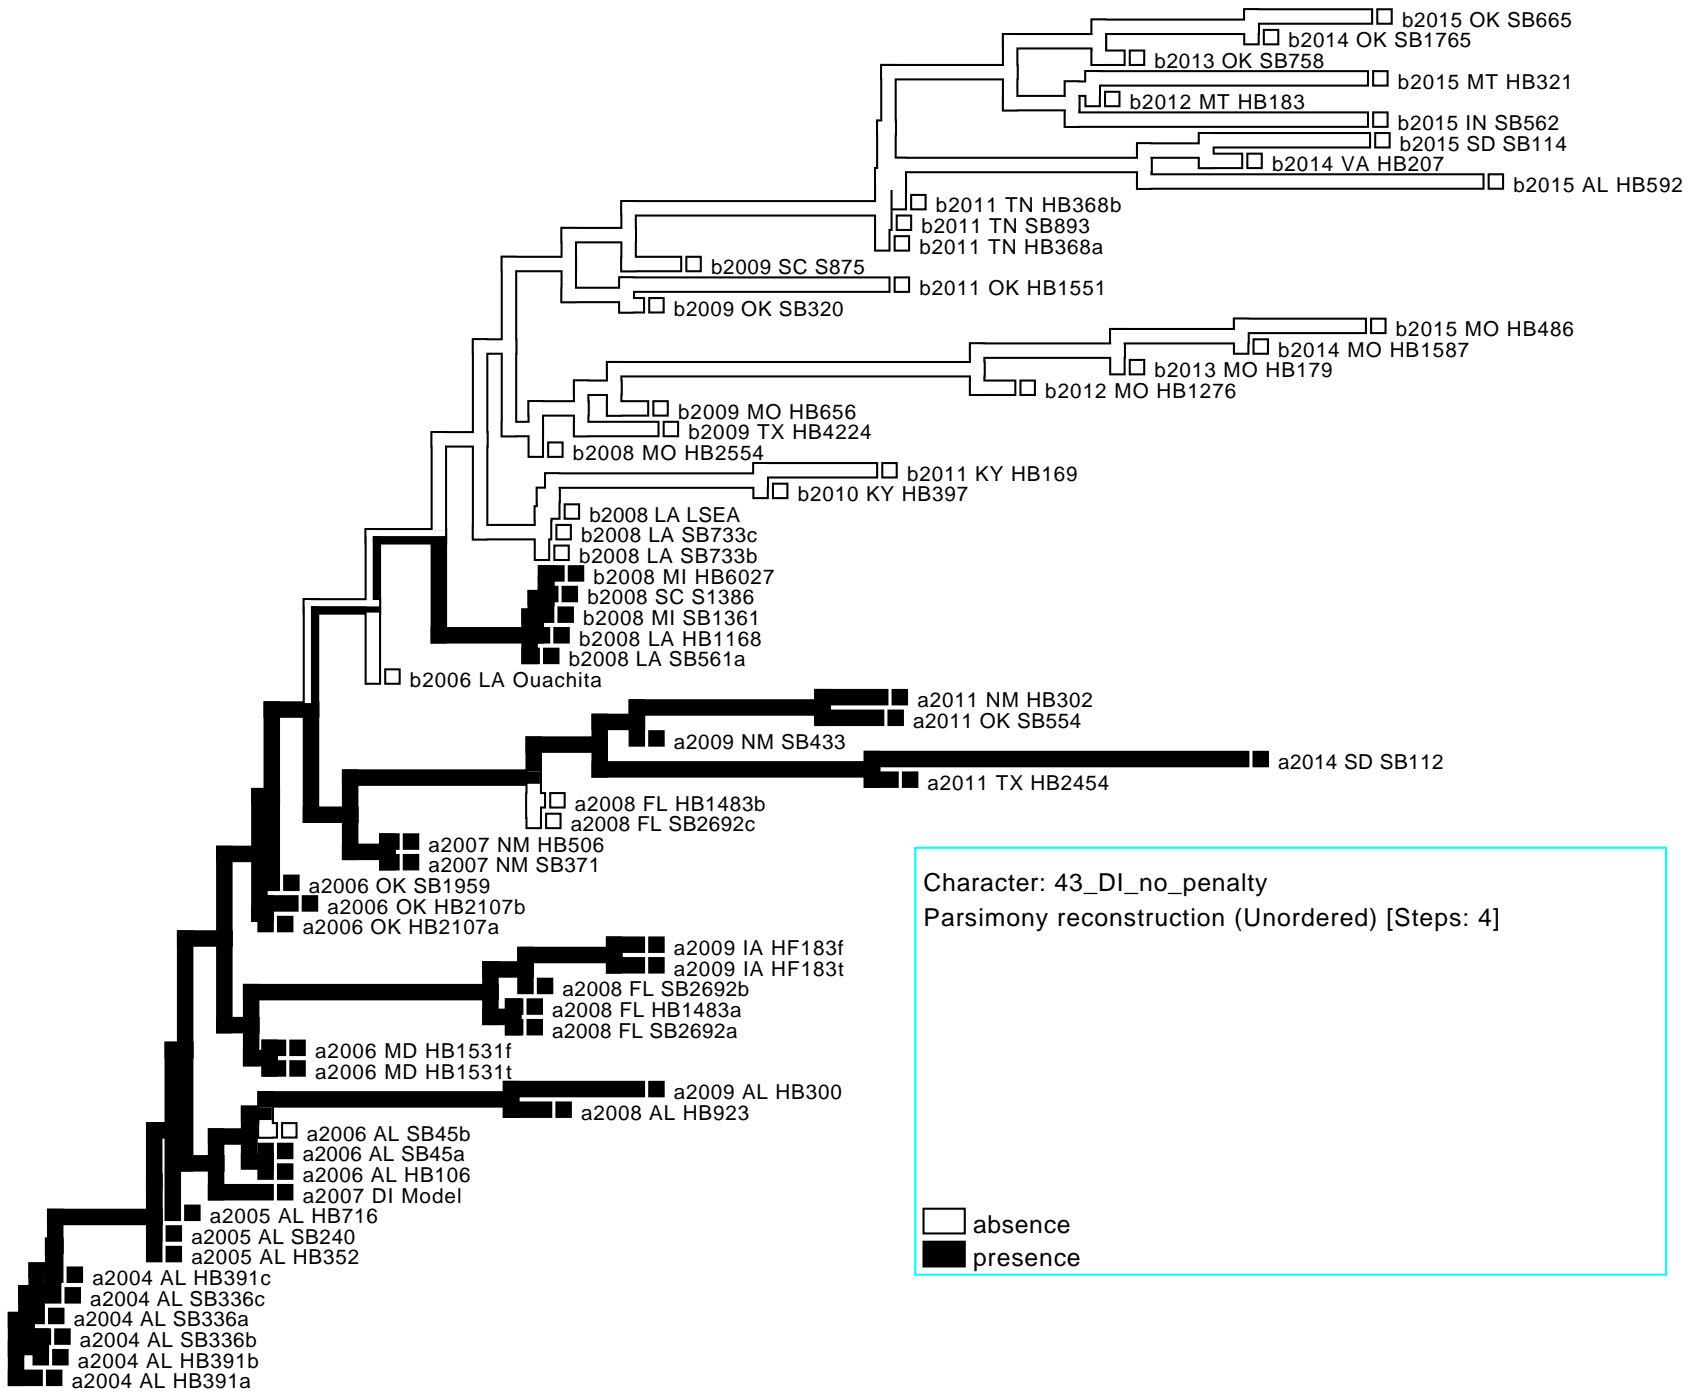 b2015 OK SB665
b2014 OK SB1765
b2013 OK SB758
b2015 MT HB321
b2012 MT HB183
b2015 IN SB562
b2015 SD SB114
b2014 VA HB207
b2015 AL HB592
b2011 TN HB368b
b2011 TN SB893
b2011 TN HB368a
b2009 SC S875
b2011 OK HB1551
b2009 OK SB320
b2015 MO HB486
b2014 MO HB1587
b2013 MO HB179
b2012 MO HB1276
b2009 MO HB656
b2009 TX HB4224
b2008 MO HB2554
b2011 KY HB169
b2010 KY HB397
b2008 LA LSEA
b2008 LA SB733c
b2008 LA SB733b
b2008 MI HB6027
b2008 SC S1386
b2008 MI SB1361
b2008 LA HB1168
b2008 LA SB561a
b2006 LA Ouachita
a2011 NM HB302
a2011 OK SB554
a2009 NM SB433
a2014 SD SB112
a2011 TX HB2454
a2008 FL HB1483b
a2008 FL SB2692c
a2007 NM HB506
a2007 NM SB371
a2006 OK SB1959
a2006 OK HB2107b
a2006 OK HB2107a
a2009 IA HF183f
a2009 IA HF183t
a2008 FL SB2692b
a2008 FL HB1483a
a2008 FL SB2692a
a2006 MD HB1531f
a2006 MD HB1531t
a2009 AL HB300
a2008 AL HB923
a2006 AL SB45b
a2006 AL SB45a
a2006 AL HB106
a2007 DI Model
a2005 AL HB716
a2005 AL SB240
a2005 AL HB352
a2004 AL HB391c
a2004 AL SB336c
a2004 AL SB336a
a2004 AL SB336b
a2004 AL HB391b
a2004 AL HB391a
Character: 43_DI_no_penalty
Parsimony reconstruction (Unordered) [Steps: 4]
absence
presence